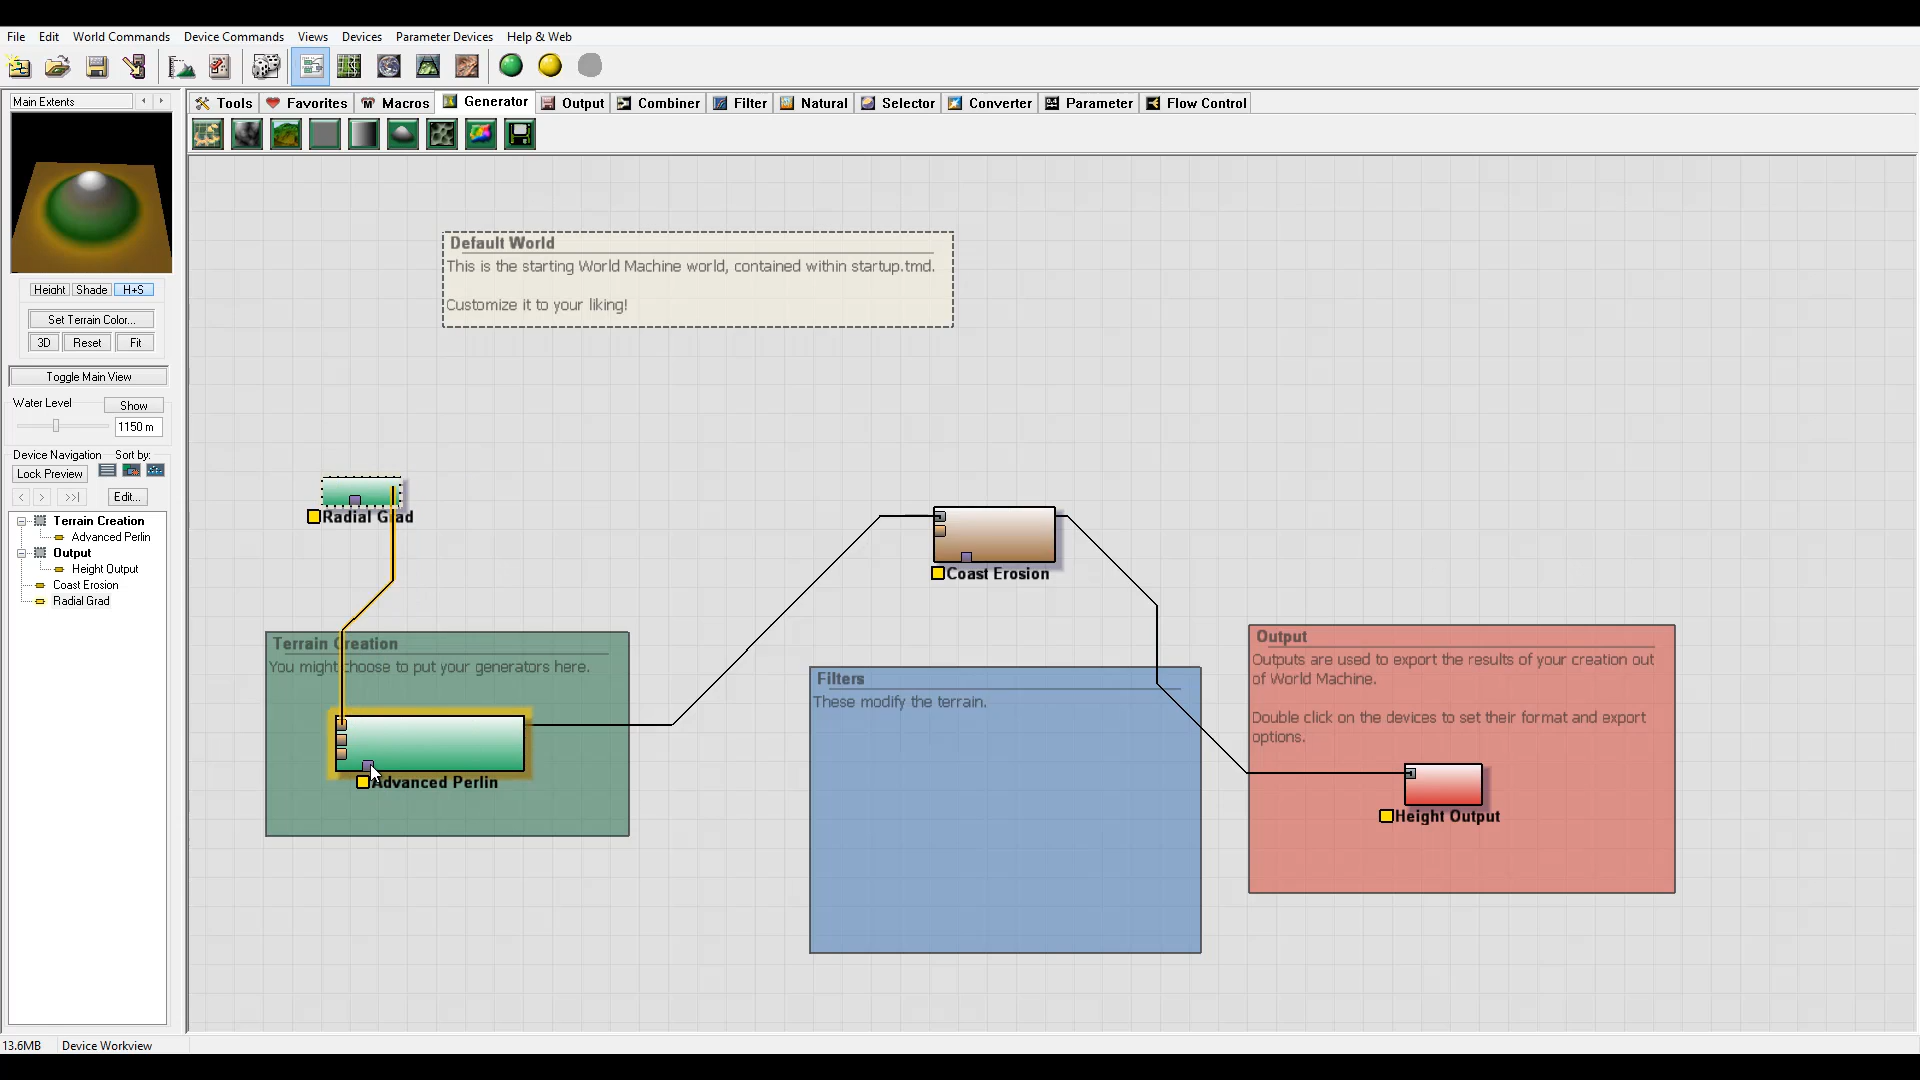 File Edit World Commands Device Commands Views Devices Parameter Devices Help & Web
Main Extents
Tools Favorites Macros Generator Output Combiner Filter Natural Selector Converter Parameter Flow Control
Height Shade H+S
Set Terrain Color...
3D Reset Fit
Toggle Main View
Water Level Show
1150 m
Device Navigation Sort by:
Lock Preview
< > >>| Edit...
Terrain Creation
Advanced Perlin
Output
Height Output
Coast Erosion
Radial Grad
Default World
This is the starting World Machine world, contained within startup.tmd.
Customize it to your liking!
Radial Grad
Coast Erosion
Terrain Creation
You might choose to put your generators here.
Advanced Perlin
Filters
These modify the terrain.
Output
Outputs are used to export the results of your creation out
of World Machine.
Double click on the devices to set their format and export
options.
Height Output
13.6MB Device Workview